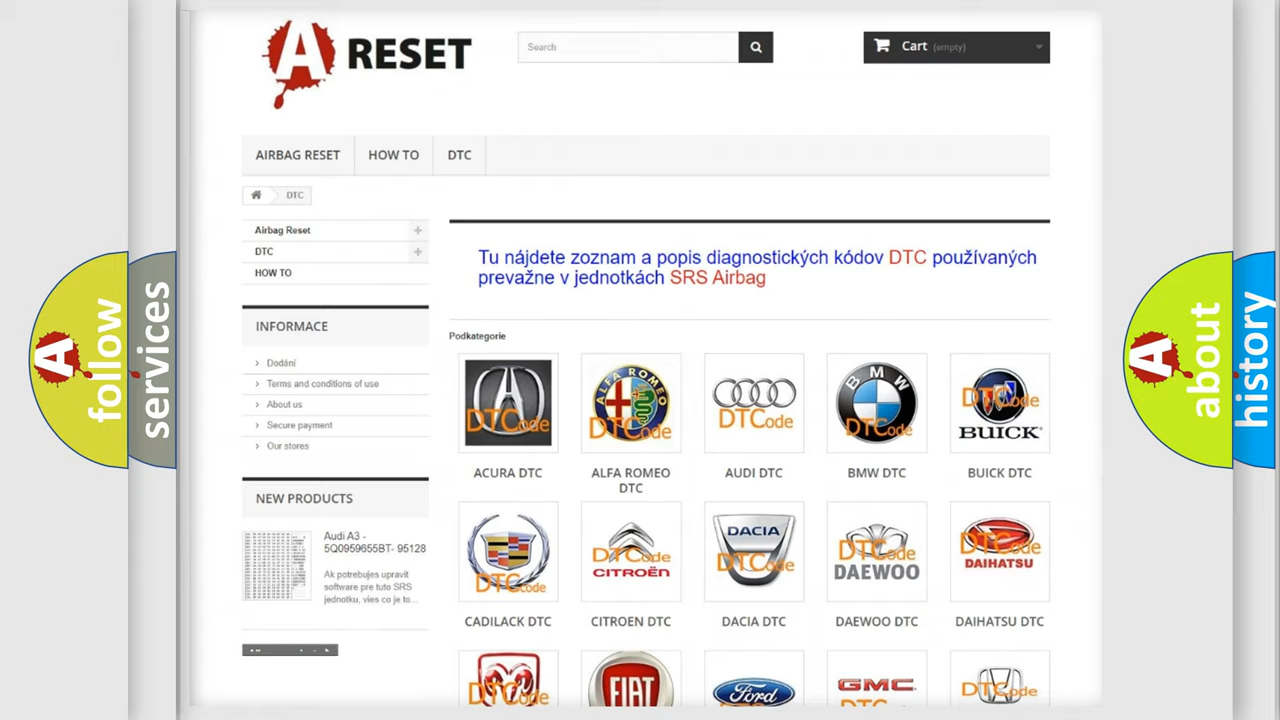 A RESET
Search
Cart (empty)
AIRBAG RESET
HOW TO
DTC
DTC
Airbag Reset
DTC
HOW TO
Tu nájdete zoznam a popis diagnostických kódov DTC používaných
prevažne v jednotkách SRS Airbag
INFORMACE
Dodání
Terms and conditions of use
About us
Secure payment
Our stores
Podkategorie
DTCode
ALFA ROMEO
DTCode
DTCode
BMW
DTCode
DTCode
BUICK
ACURA DTC
ALFA ROMEO
DTC
AUDI DTC
BMW DTC
BUICK DTC
NEW PRODUCTS
Audi A3 -
5Q0959655BT- 95128
Ak potrebujes upravit
software pre tuto SRS
jednotku, vies co je to...
DTCode
DTCode
CITROËN
DACIA
DTCode
DTCode
DAEWOO
DTCode
DAIHATSU
CADILACK DTC
CITROEN DTC
DACIA DTC
DAEWOO DTC
DAIHATSU DTC
DTCode
FIAT
Ford
GMC
DTCode
A
follow
services
A
about
history